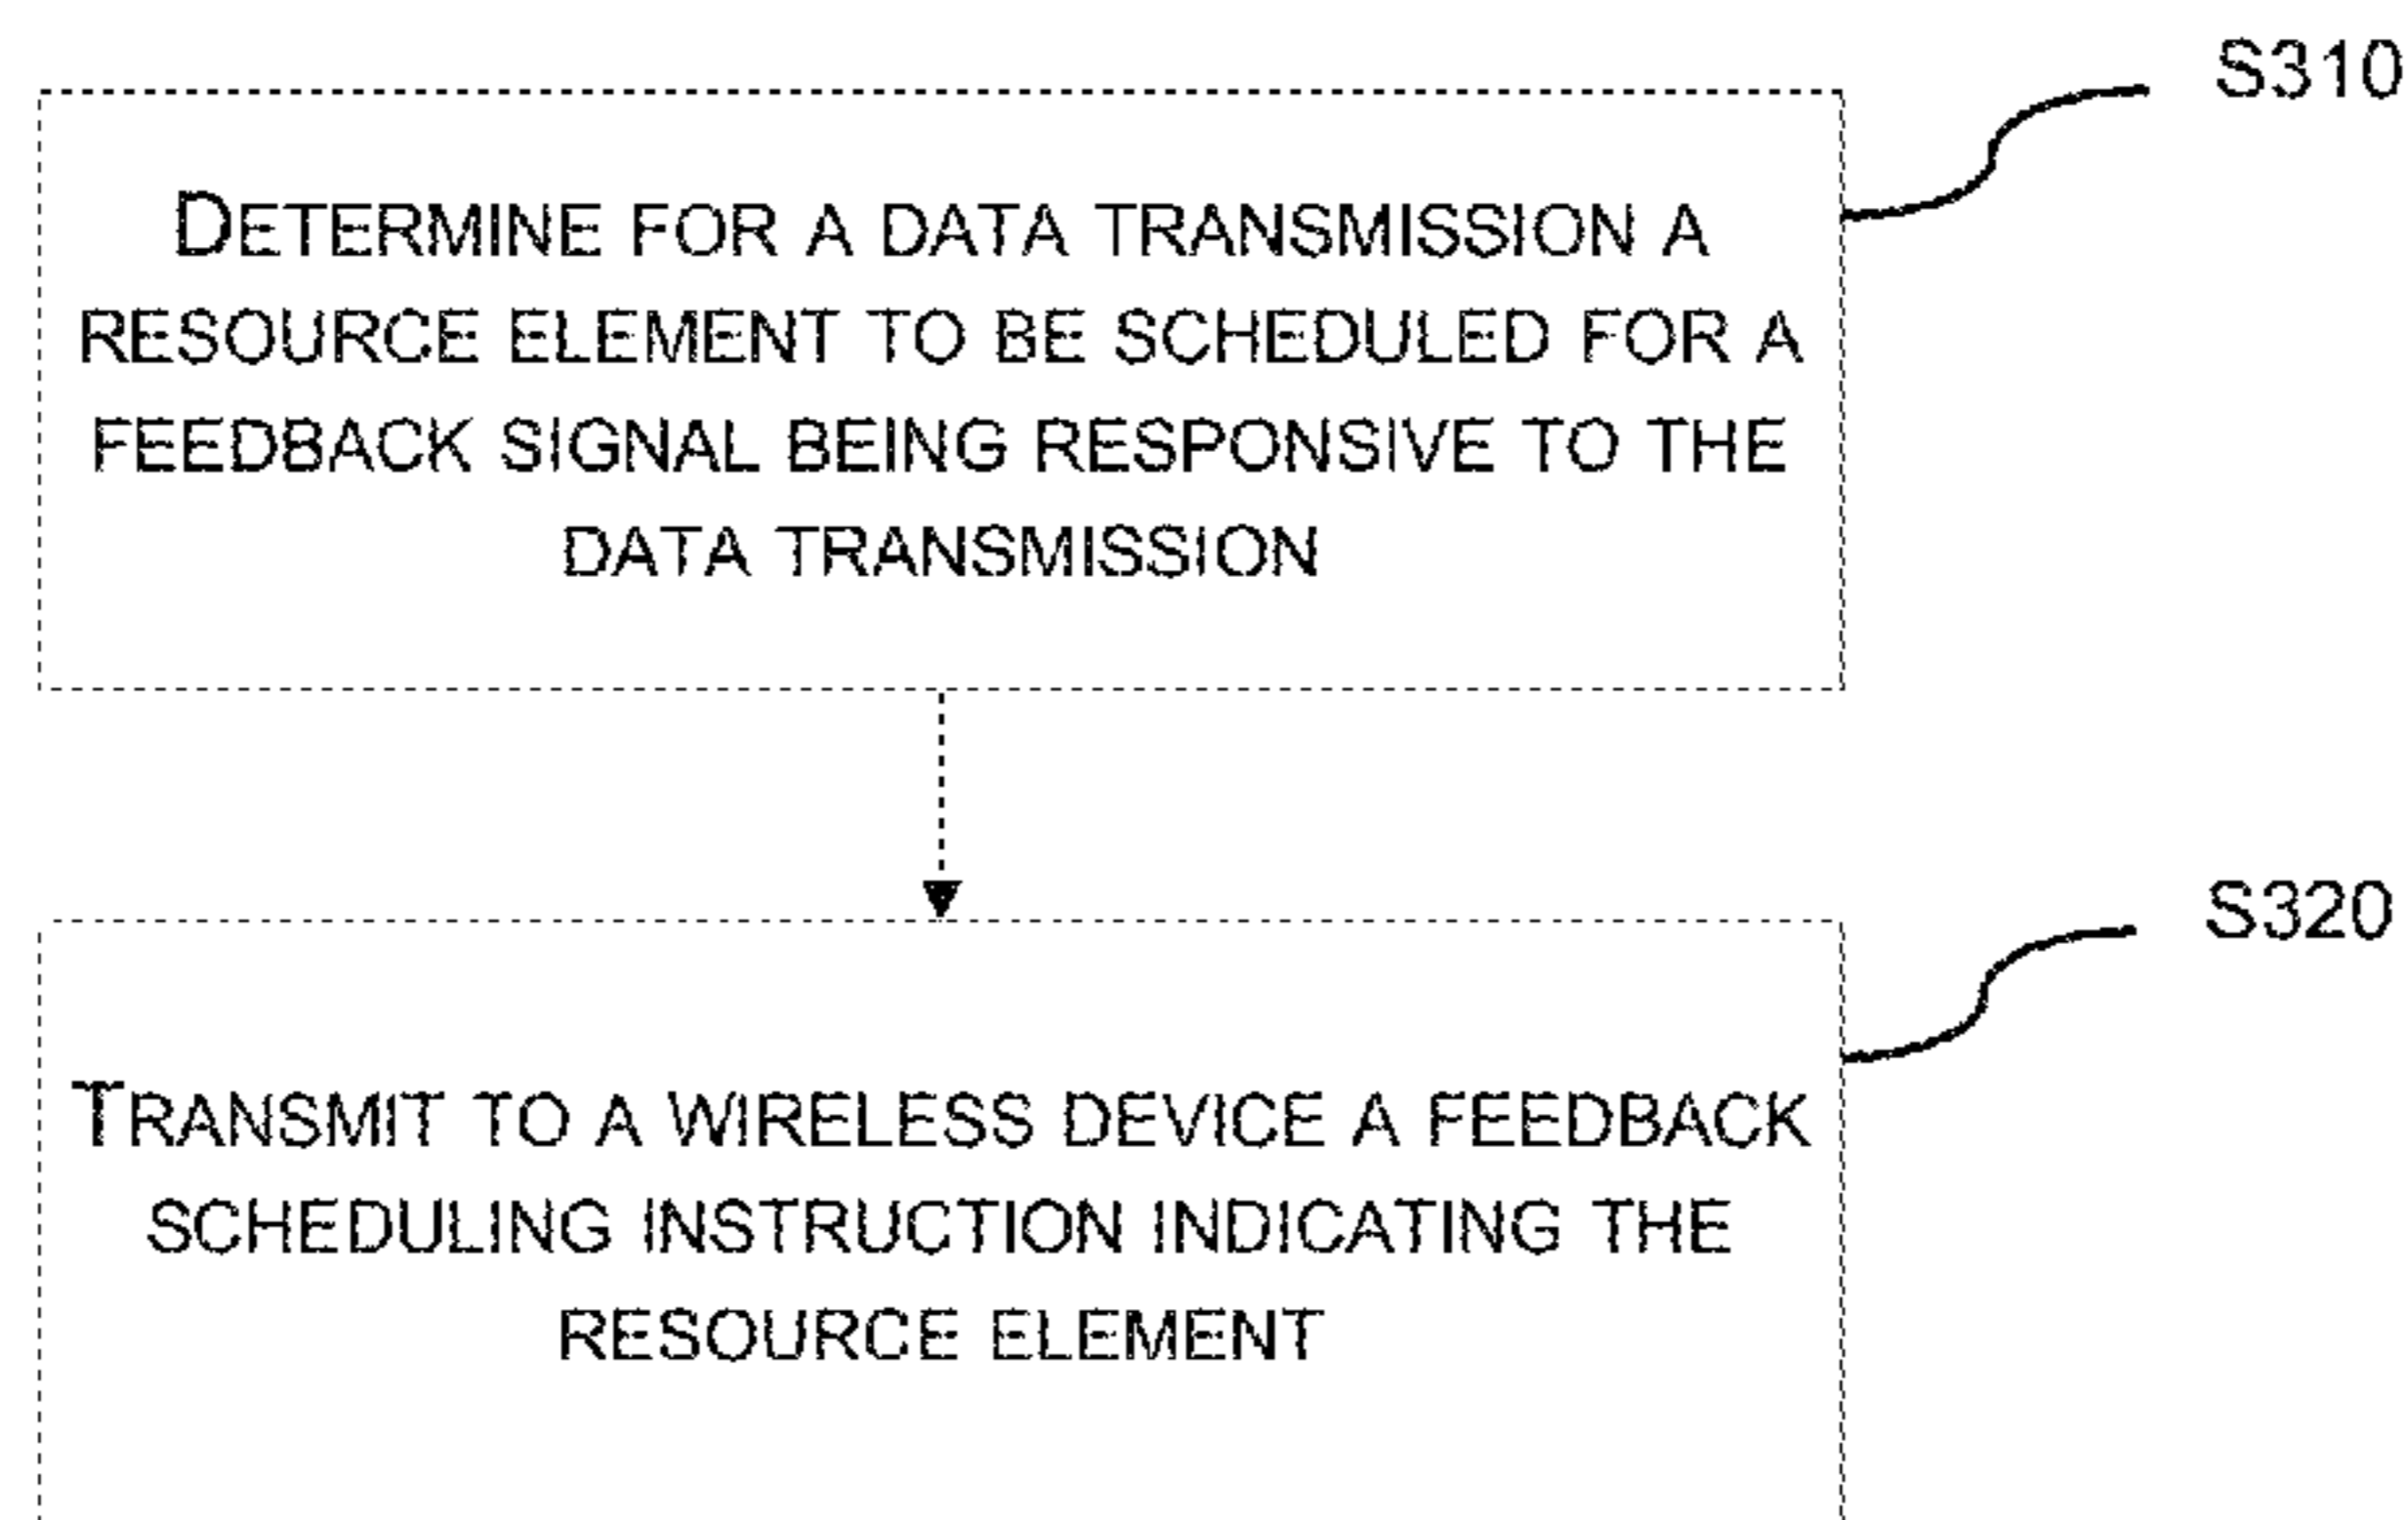 S310
DETERMINE FOR A DATA TRANSMISSION A
RESOURCE ELEMENT TO BE SCHEDULED FOR A
FEEDBACK SIGNAL BEING RESPONSIVE TO THE
DATA TRANSMISSION
S320
TRANSMIT TO A WIRELESS DEVICE A FEEDBACK
SCHEDULING INSTRUCTION INDICATING THE
RESOURCE ELEMENT